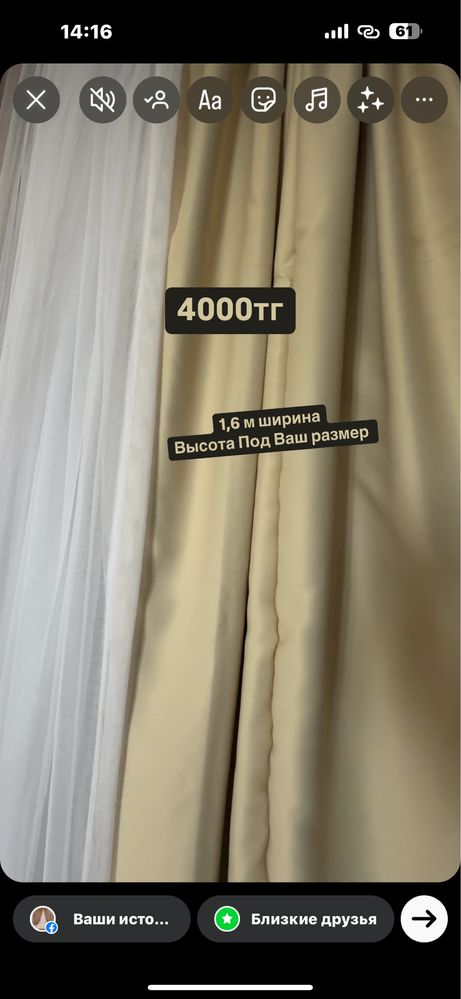 14:16
61
Aa
4000тг
1,6 м ширина
Высота Под Ваш размер
Ваши исто...
Близкие друзья